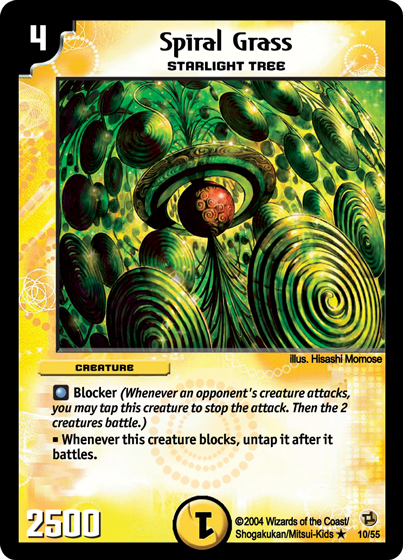 4
Spiral Grass
STARLIGHT TREE
illus. Hisashi Momose
CREATURE
Blocker (Whenever an opponent's creature attacks,
you may tap this creature to stop the attack. Then the 2
creatures battle.)
▪ Whenever this creature blocks, untap it after it
battles.
2500
1
©2004 Wizards of the Coast/
Shogakukan/Mitsui-Kids ★ 10/55